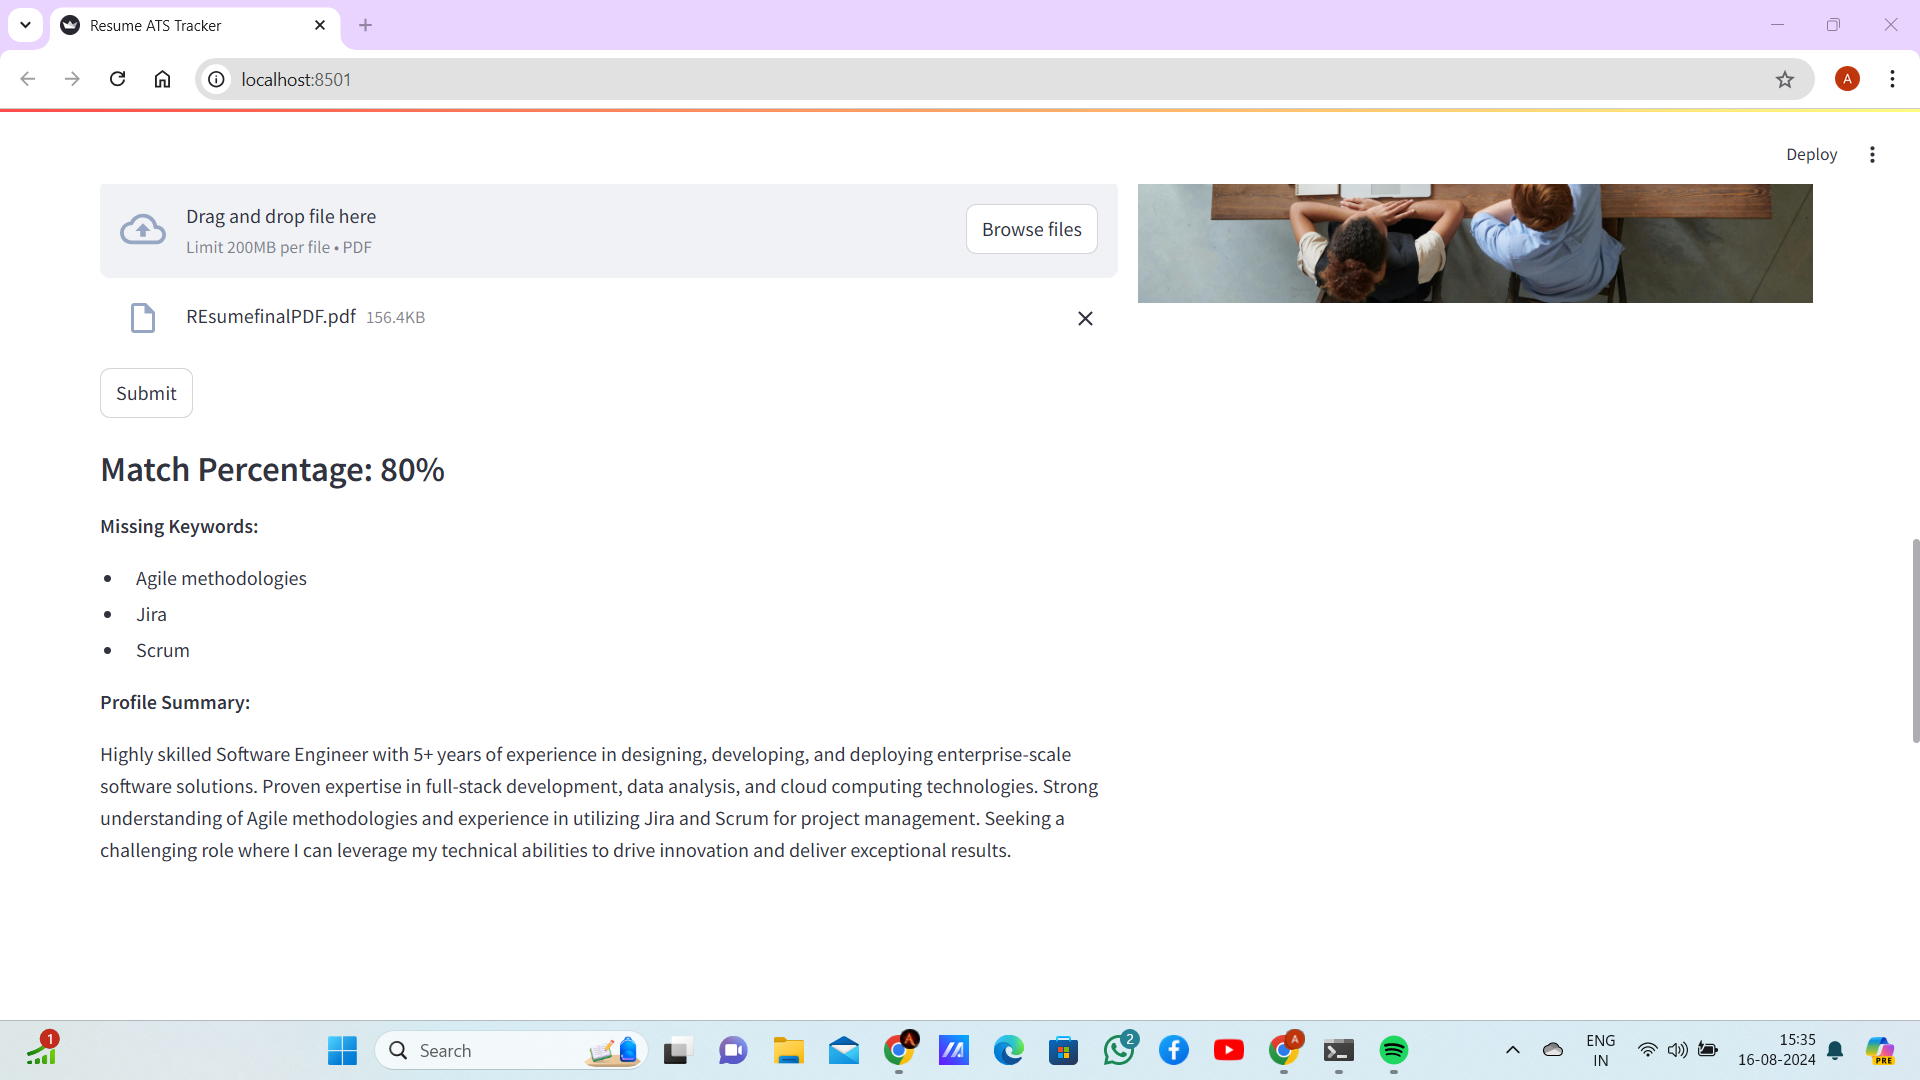 Resume ATS Tracker
localhost:8501
A
Deploy
Drag and drop file here
Limit 200MB per file • PDF
Browse files
REsumefinalPDF.pdf 156.4KB
Submit
Match Percentage: 80%
Missing Keywords:
• Agile methodologies
• Jira
• Scrum
Profile Summary:
Highly skilled Software Engineer with 5+ years of experience in designing, developing, and deploying enterprise-scale
software solutions. Proven expertise in full-stack development, data analysis, and cloud computing technologies. Strong
understanding of Agile methodologies and experience in utilizing Jira and Scrum for project management. Seeking a
challenging role where I can leverage my technical abilities to drive innovation and deliver exceptional results.
1
Search
A
2
A
ENG
IN
15:35
16-08-2024
PRE